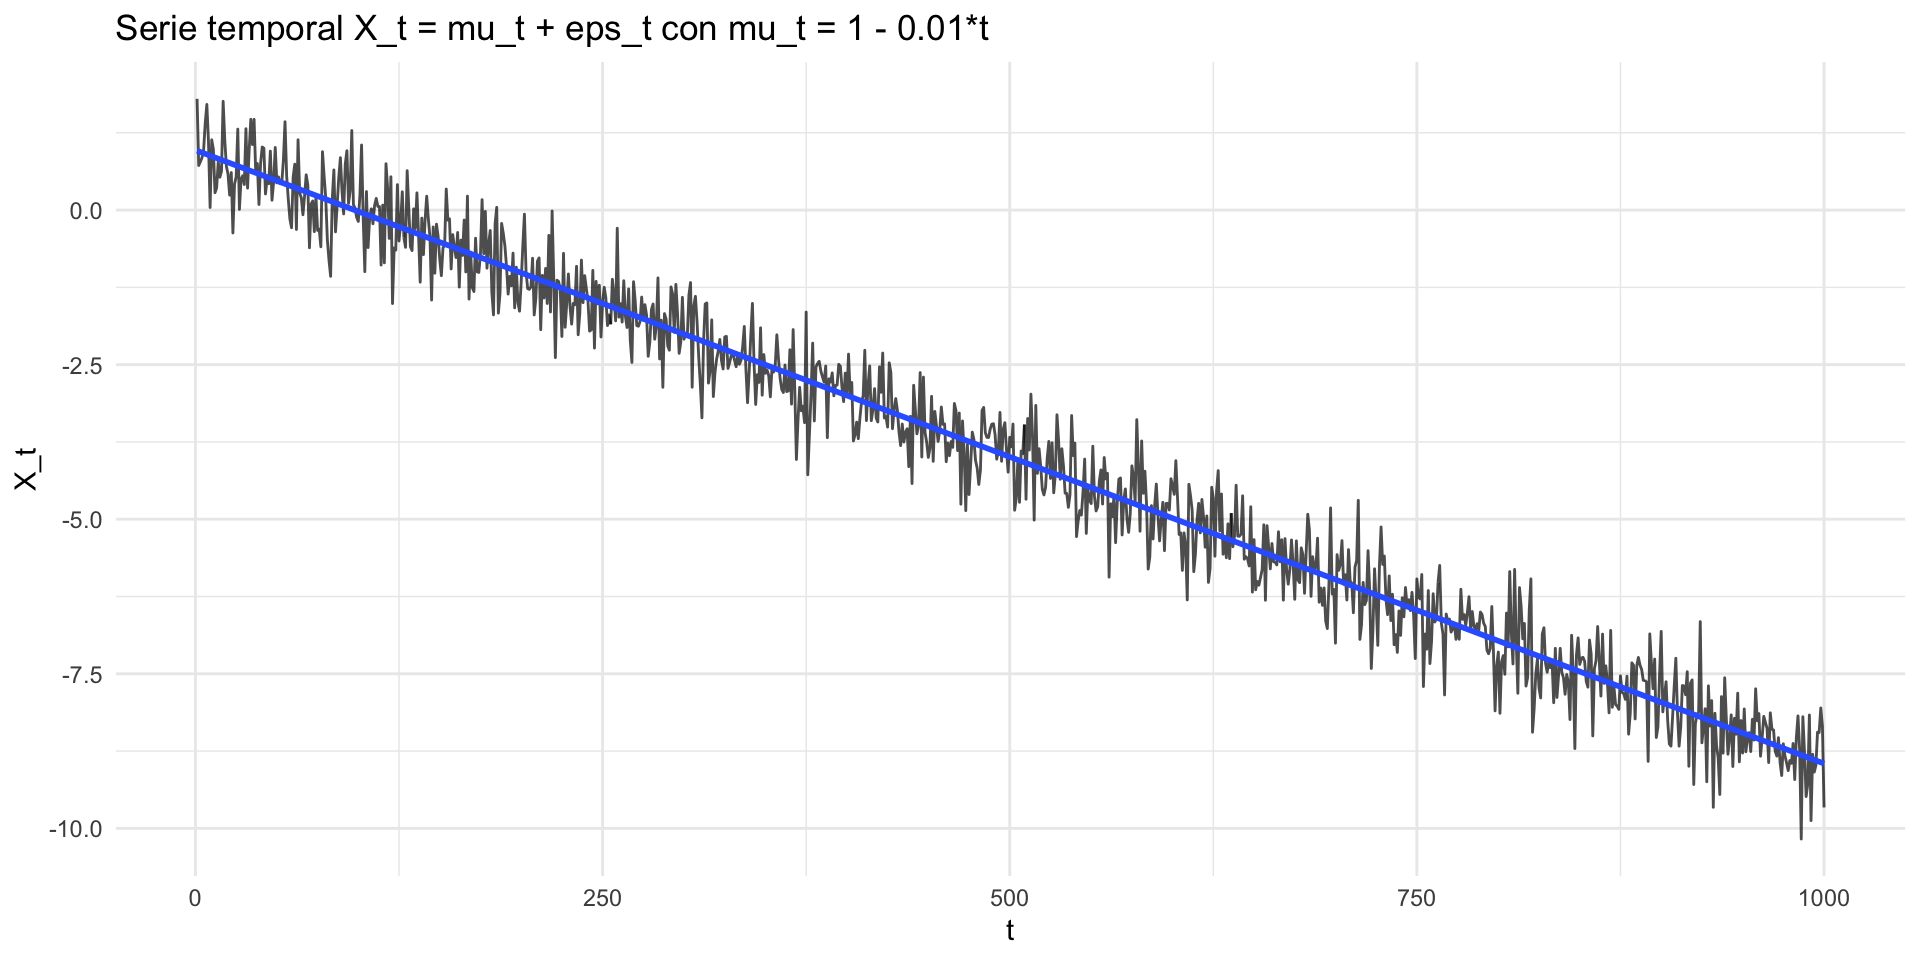 Serie temporal X_t = mu_t + eps_t con mu_t = 1 - 0.01*t
X_t
0.0
-2.5
-5.0
-7.5
-10.0
0 250 500 750 1000
t